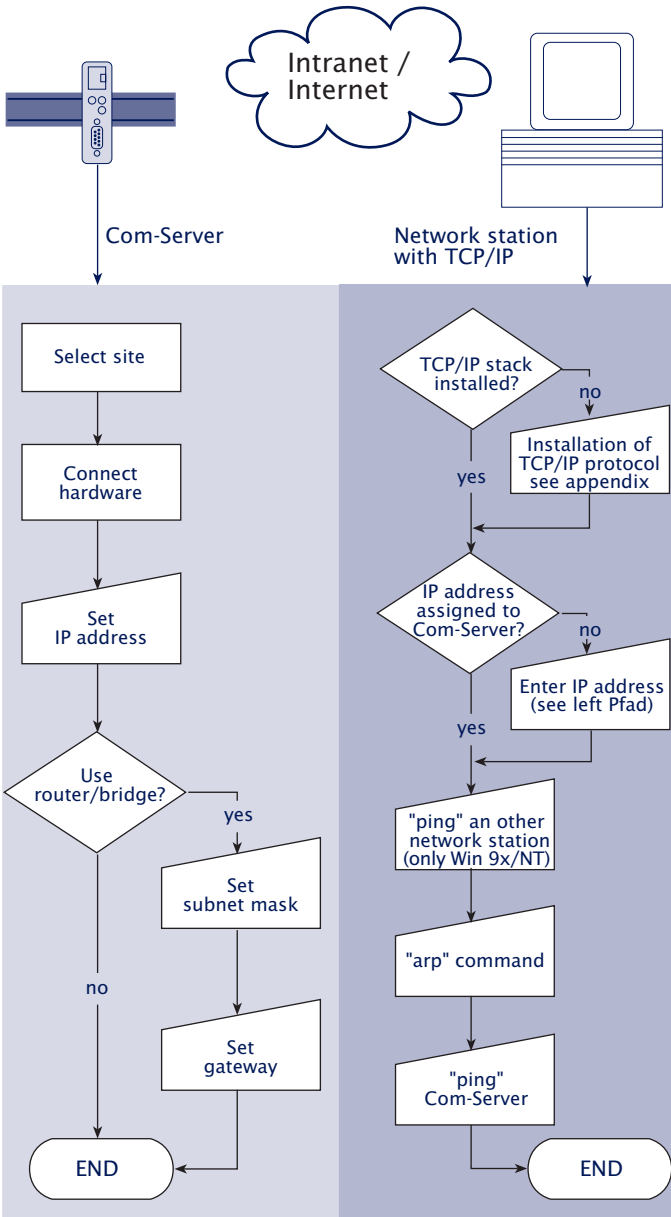 Intranet /
Internet
Com-Server
Network station
with TCP/IP
Select site
Connect
hardware
Set
IP address
Use
router/bridge?
yes
Set
subnet mask
no
Set
gateway
END
TCP/IP stack
installed?
no
Installation of
TCP/IP protocol
see appendix
yes
IP address
assigned to
Com-Server?
no
Enter IP address
(see left Pfad)
yes
"ping" an other
network station
(only Win 9x/NT)
"arp" command
"ping"
Com-Server
END